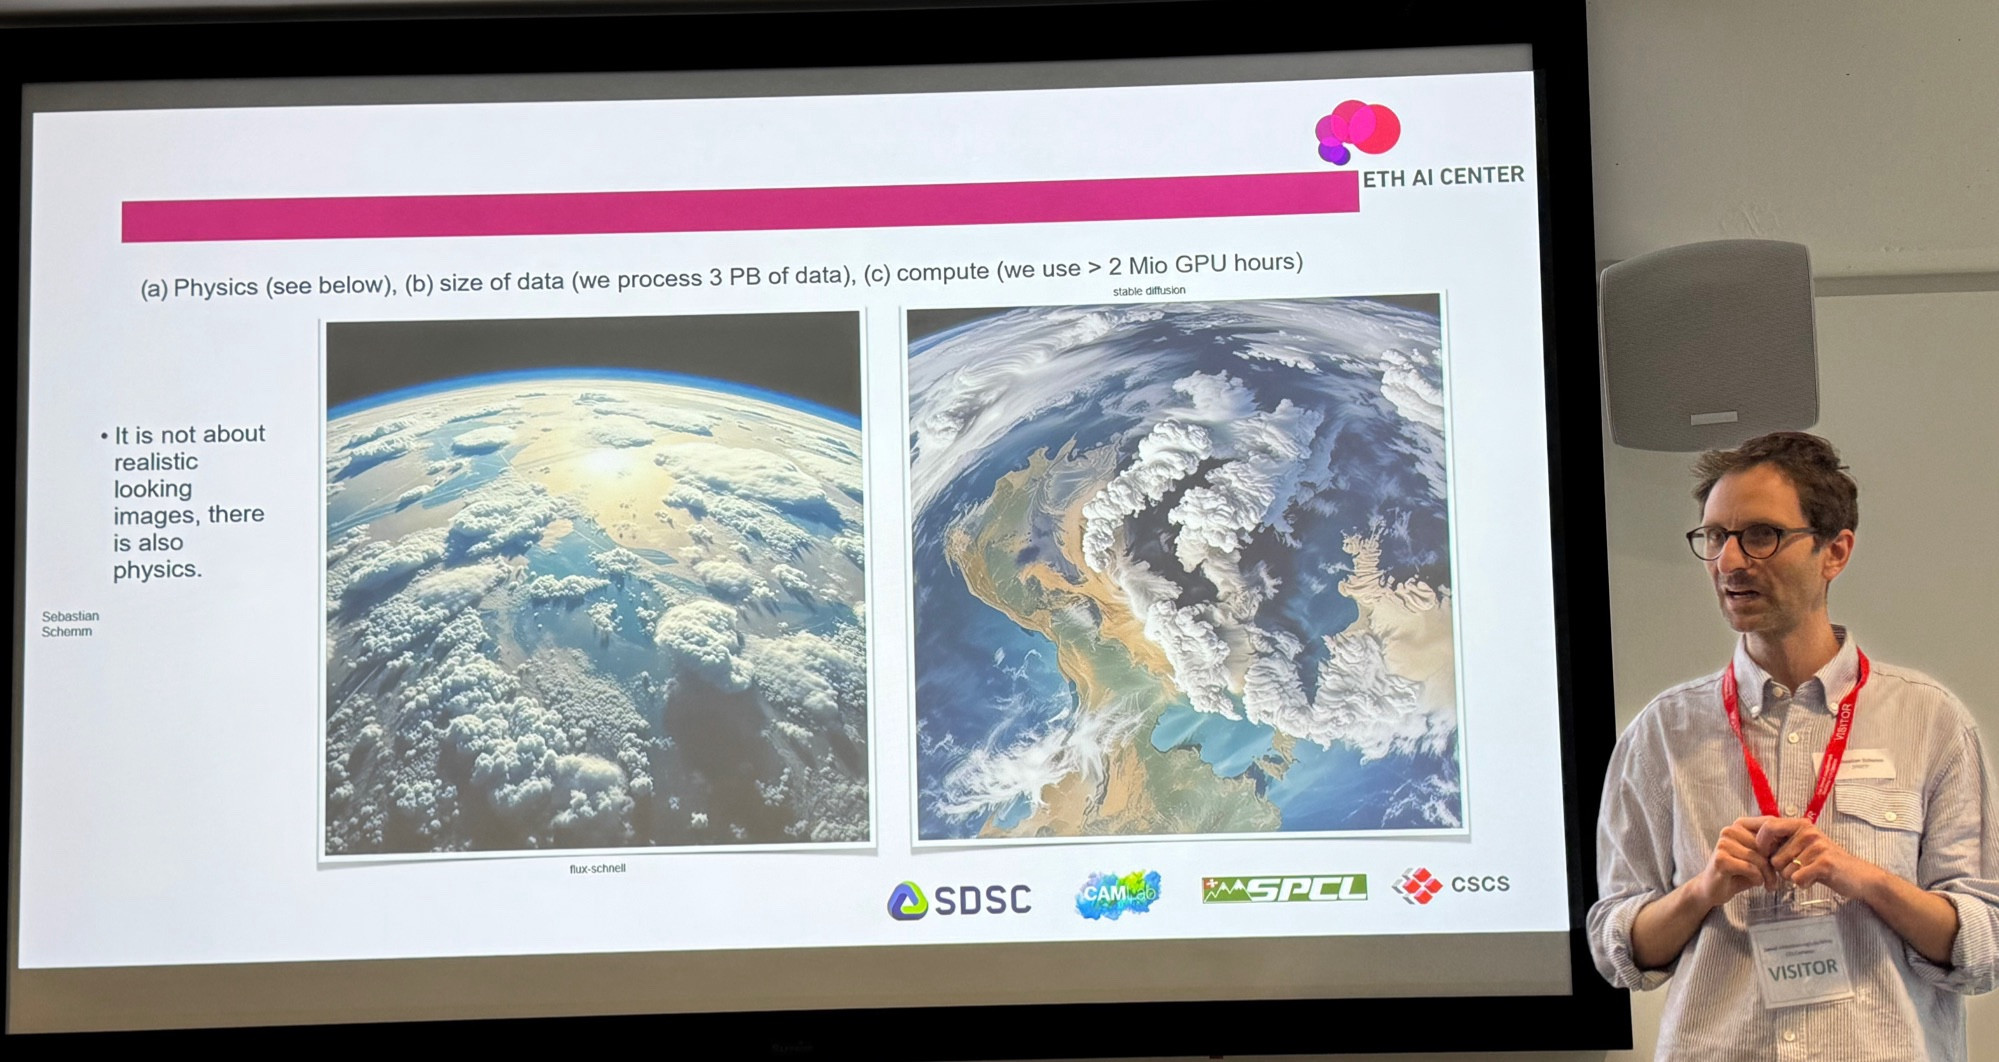 ETH AI CENTER
(a) Physics (see below), (b) size of data (we process 3 PB of data), (c) compute (we use > 2 Mio GPU hours)
stable diffusion
• It is not about
realistic
looking
images, there
is also
physics.
Sebastian
Schemm
flux-schnell
SDSC
CAMLab
SPCL
CSCS
VISITOR
Sebastian Schemm
VISITOR